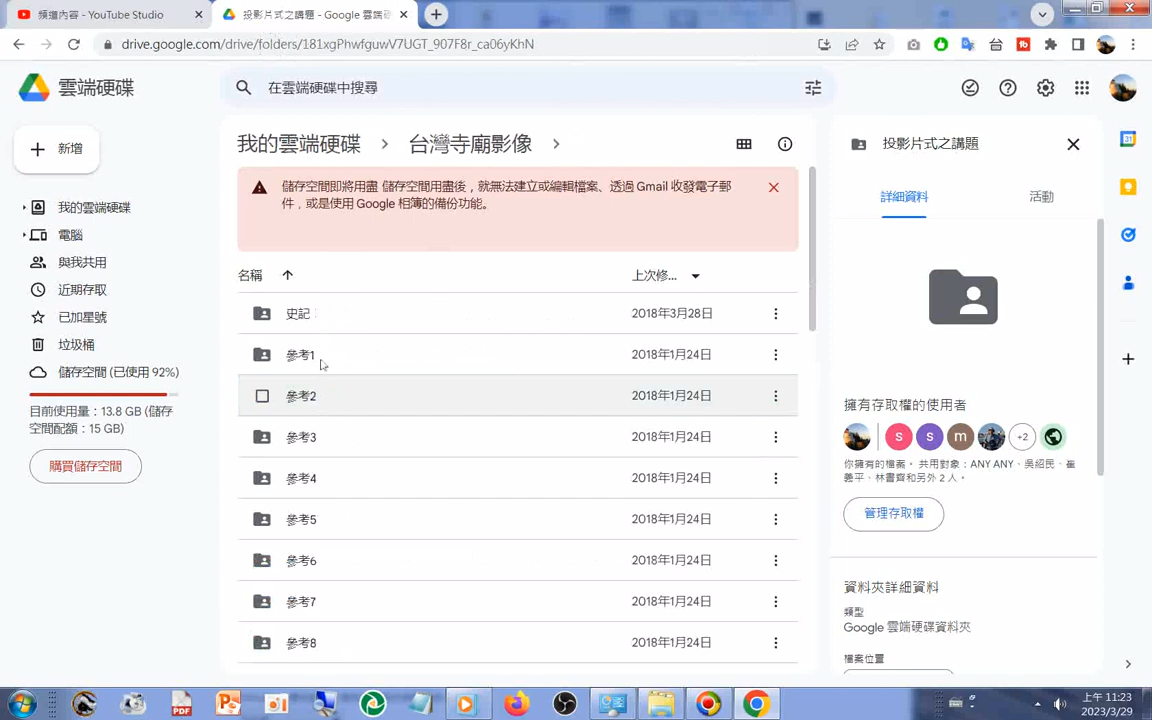 頻道內容 - YouTube Studio
投影片式之講題 - Google 雲端硬
drive.google.com/drive/folders/181xgPhwfguwV7UGT_907F8r_ca06yKhN
雲端硬碟
在雲端硬碟中搜尋
新增
我的雲端硬碟
電腦
與我共用
近期存取
已加星號
垃圾桶
儲存空間 (已使用 92%)
目前使用量：13.8 GB (儲存
空間配額：15 GB)
購買儲存空間
我的雲端硬碟
台灣寺廟影像
儲存空間即將用盡 儲存空間用盡後，就無法建立或編輯檔案、透過 Gmail 收發電子郵
件，或是使用 Google 相簿的備份功能。
名稱
上次修...
史記
2018年3月28日
參考1
2018年1月24日
參考2
2018年1月24日
參考3
2018年1月24日
參考4
2018年1月24日
參考5
2018年1月24日
參考6
2018年1月24日
參考7
2018年1月24日
參考8
2018年1月24日
投影片式之講題
詳細資料
活動
擁有存取權的使用者
s
s
m
+2
你擁有的檔案。 共用對象：ANY ANY、吳紹民、崔
義平、林書齊和另外 2 人。
管理存取權
資料夾詳細資料
類型
Google 雲端硬碟資料夾
檔案位置
上午 11:23
2023/3/29